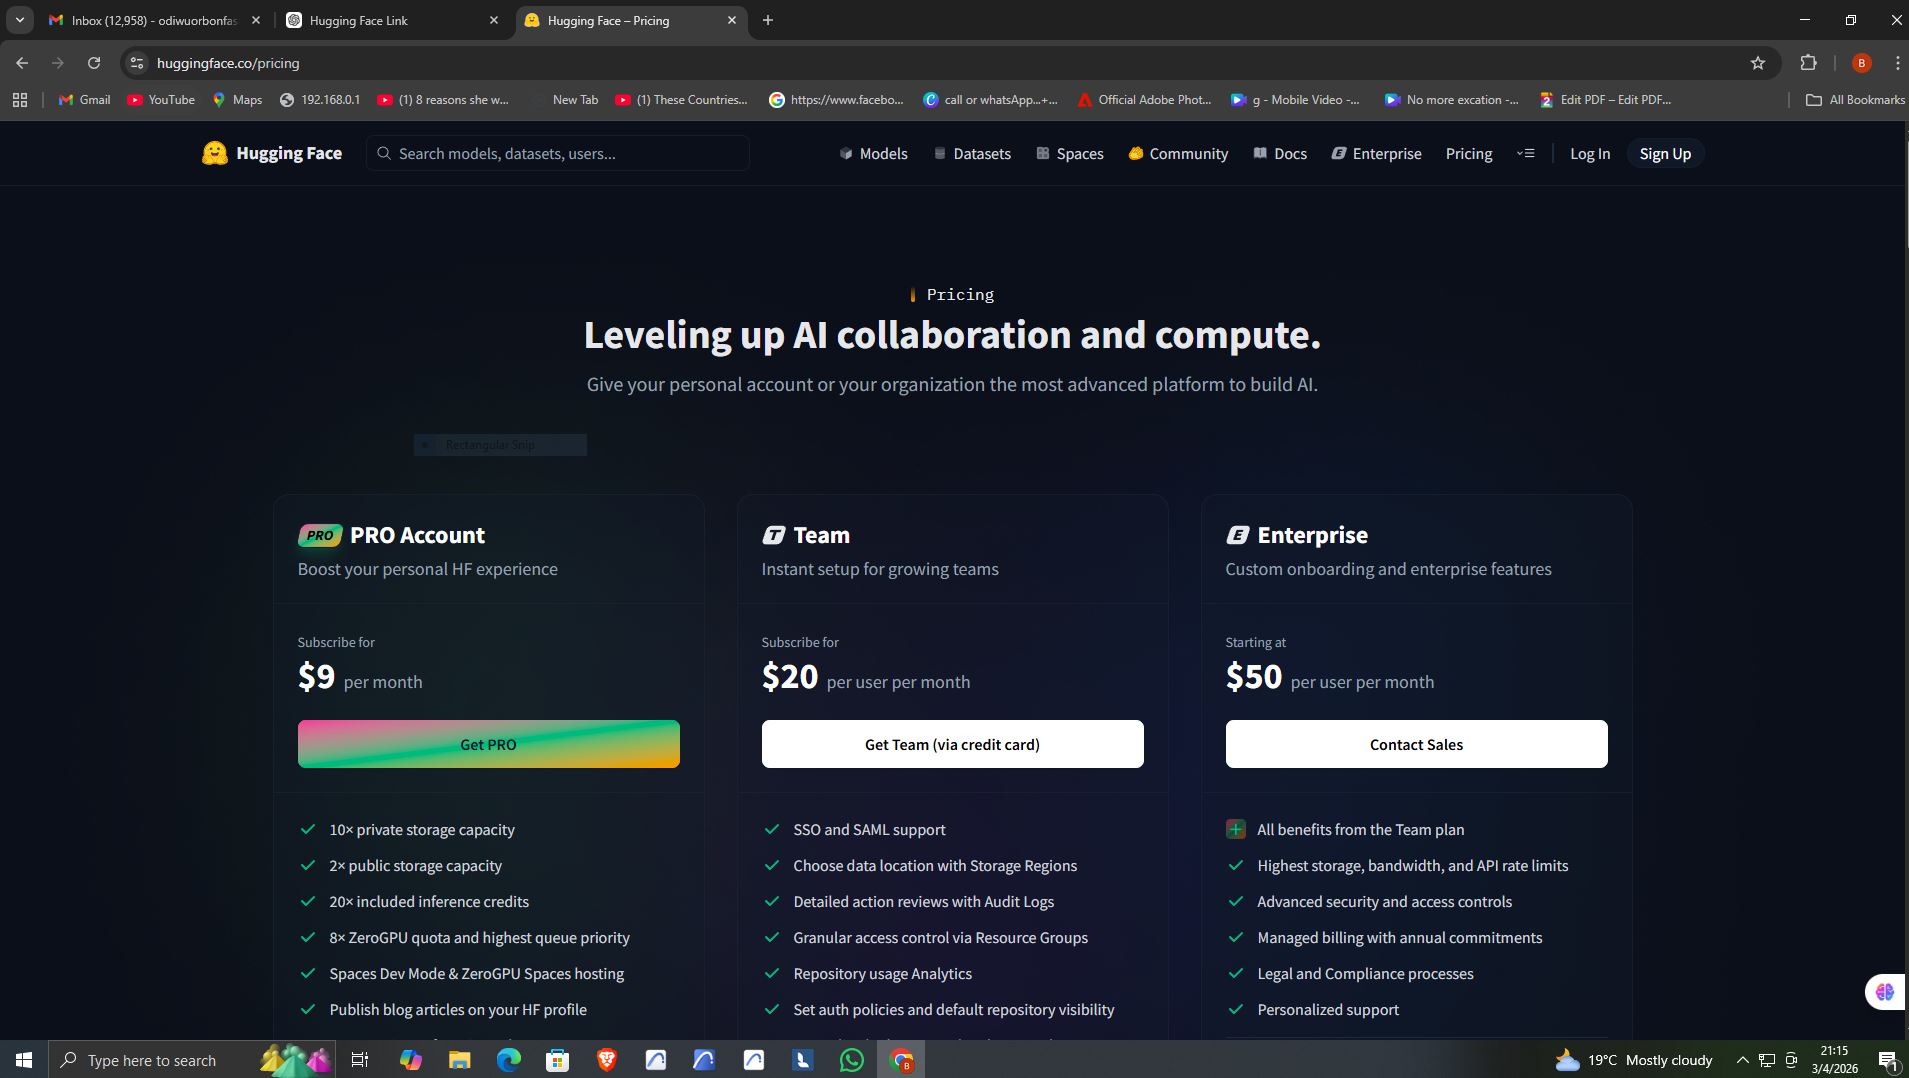 Inbox (12,958) - odiwuorbonfas
Hugging Face Link
Hugging Face – Pricing
huggingface.co/pricing
B
Gmail
YouTube
Maps
192.168.0.1
(1) 8 reasons she w...
New Tab
(1) These Countries...
https://www.facebo...
call or whatsApp...+...
Official Adobe Phot...
g - Mobile Video -...
No more excation -...
Edit PDF – Edit PDF...
All Bookmarks
Hugging Face
Search models, datasets, users...
Models
Datasets
Spaces
Community
Docs
Enterprise
Pricing
Log In
Sign Up
Pricing
Leveling up AI collaboration and compute.
Give your personal account or your organization the most advanced platform to build AI.
Rectangular Snip
PRO PRO Account
Boost your personal HF experience
Subscribe for
$9 per month
Get PRO
10× private storage capacity
2× public storage capacity
20× included inference credits
8× ZeroGPU quota and highest queue priority
Spaces Dev Mode & ZeroGPU Spaces hosting
Publish blog articles on your HF profile
T Team
Instant setup for growing teams
Subscribe for
$20 per user per month
Get Team (via credit card)
SSO and SAML support
Choose data location with Storage Regions
Detailed action reviews with Audit Logs
Granular access control via Resource Groups
Repository usage Analytics
Set auth policies and default repository visibility
E Enterprise
Custom onboarding and enterprise features
Starting at
$50 per user per month
Contact Sales
All benefits from the Team plan
Highest storage, bandwidth, and API rate limits
Advanced security and access controls
Managed billing with annual commitments
Legal and Compliance processes
Personalized support
Type here to search
19°C Mostly cloudy
21:15
3/4/2026
1